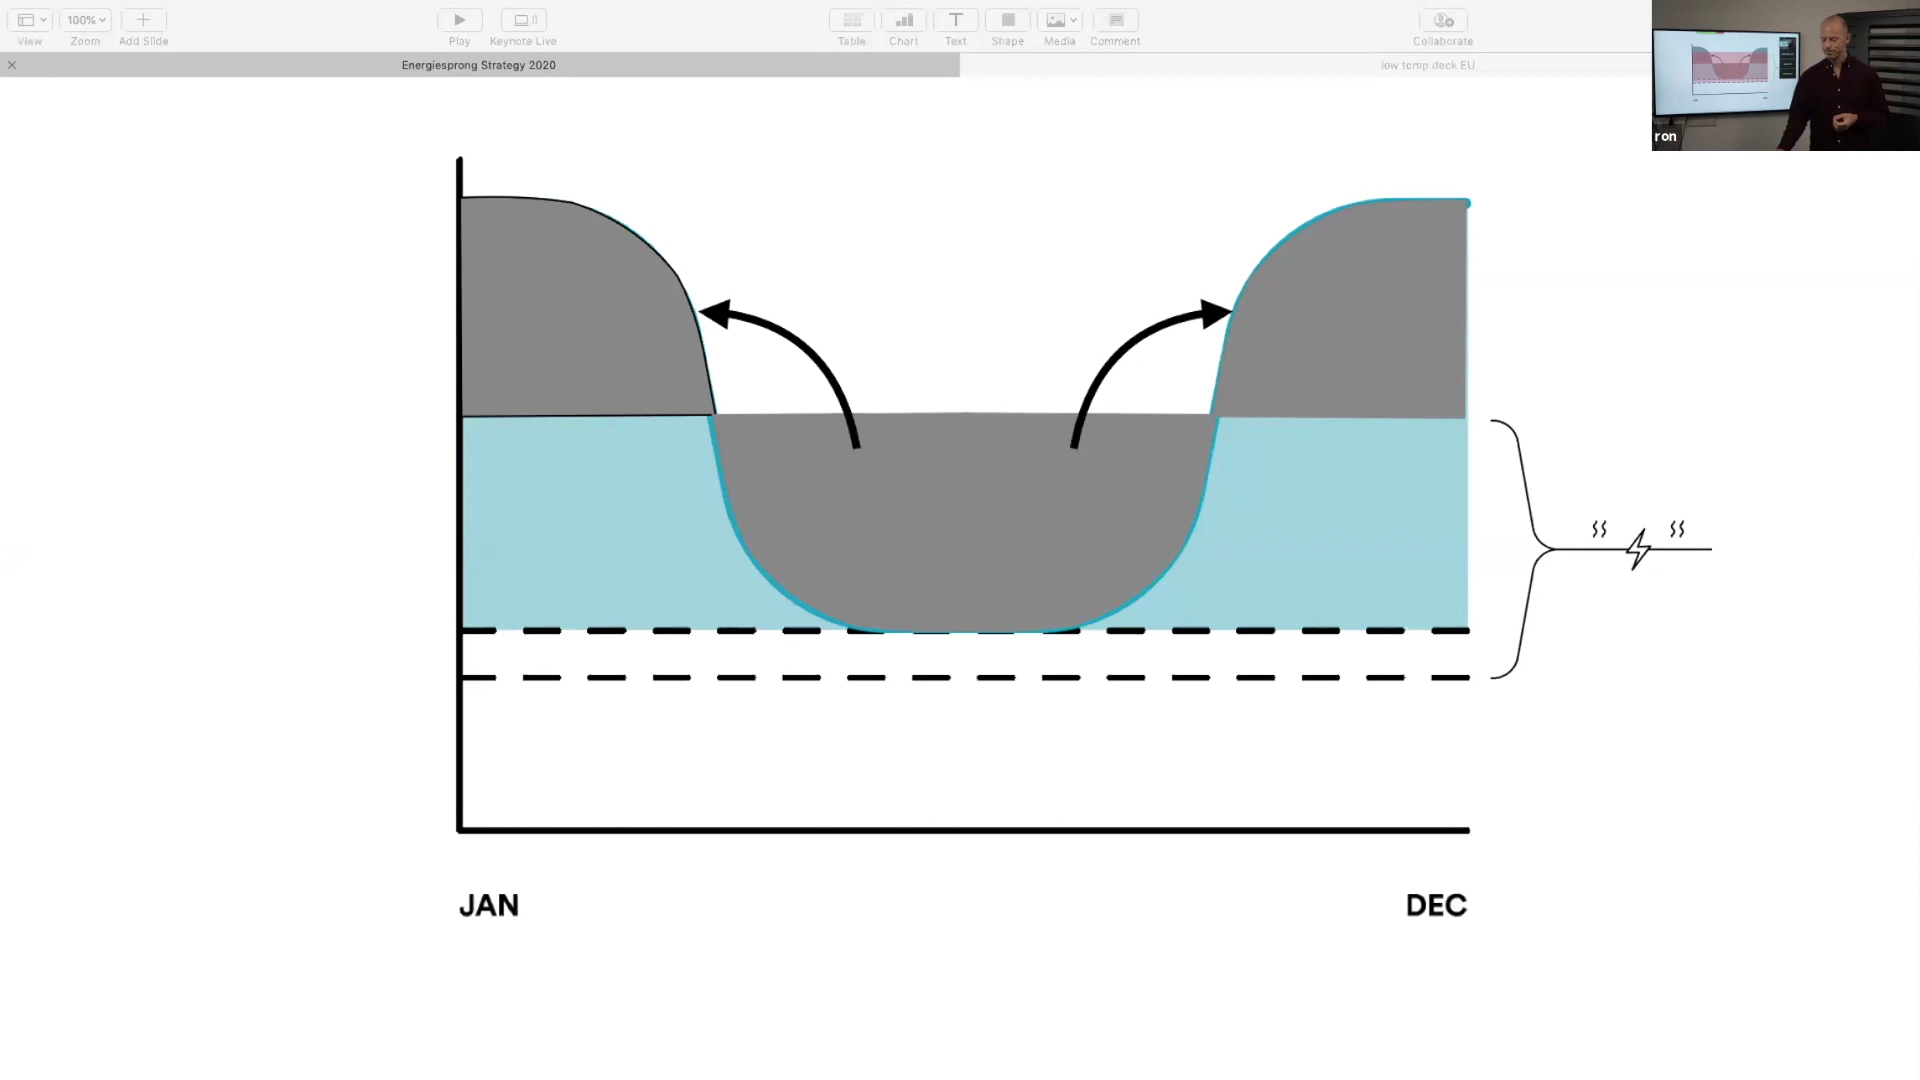 100%
View
Zoom
Add Slide
Play
Keynote Live
Table
Chart
Text
Shape
Media
Comment
Collaborate
Energiesprong Strategy 2020
low temp deck EU
ron
JAN
DEC